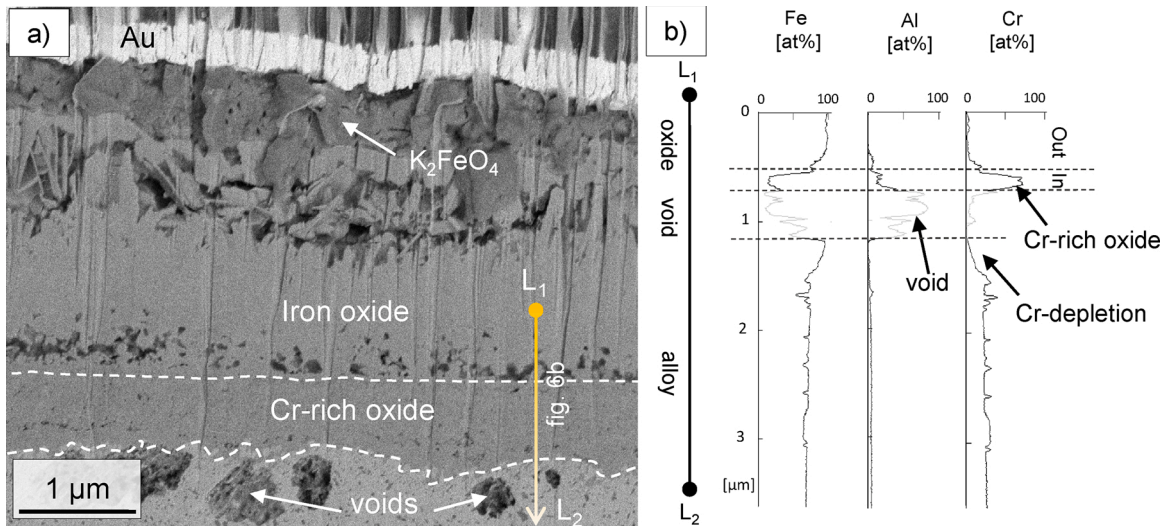 a)
Au
K₂FeO₄
L₁
Iron oxide
fig. 6b
Cr-rich oxide
1 µm
voids
L₂
b)
Fe
[at%]
Al
[at%]
Cr
[at%]
L₁
0 100
0 100
0 100
0
oxide
Out
In
void
1
Cr-rich oxide
void
Cr-depletion
2
alloy
3
[µm]
L₂